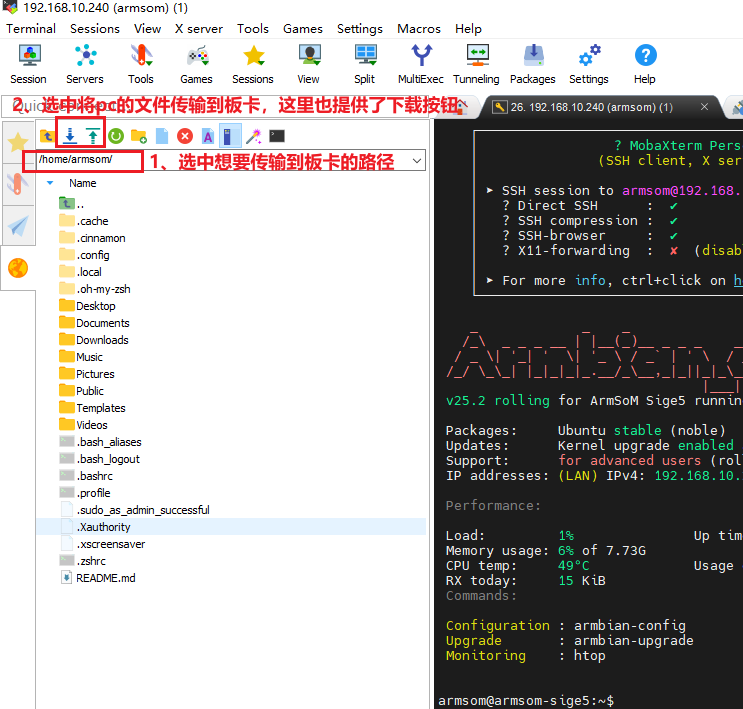 192.168.10.240 (armsom) (1)
Terminal Sessions View X server Tools Games Settings Macros Help
Session Servers Tools Games Sessions View Split MultiExec Tunneling Packages Settings Help
2、选中将pc的文件传输到板卡，这里也提供了下载按钮。
26. 192.168.10.240 (armsom) (1)
/home/armsom/
1、选中想要传输到板卡的路径
Name
..
.cache
.cinnamon
.config
.local
.oh-my-zsh
Desktop
Documents
Downloads
Music
Pictures
Public
Templates
Videos
.bash_aliases
.bash_logout
.bashrc
.profile
.sudo_as_admin_successful
.Xauthority
.xscreensaver
.zshrc
README.md
? MobaXterm Pers
(SSH client, X ser
➤ SSH session to armsom@192.168.
? Direct SSH : ✔
? SSH compression : ✔
? SSH-browser : ✔
? X11-forwarding : ✘ (disab
➤ For more info, ctrl+click on h
v25.2 rolling for ArmSoM Sige5 running
Packages: Ubuntu stable (noble)
Updates: Kernel upgrade enabled
Support: for advanced users (rol
IP addresses: (LAN) IPv4: 192.168.10.
Performance:
Load: 1% Up tim
Memory usage: 6% of 7.73G
CPU temp: 49°C Usage
RX today: 15 KiB
Commands:
Configuration : armbian-config
Upgrade : armbian-upgrade
Monitoring : htop
armsom@armsom-sige5:~$